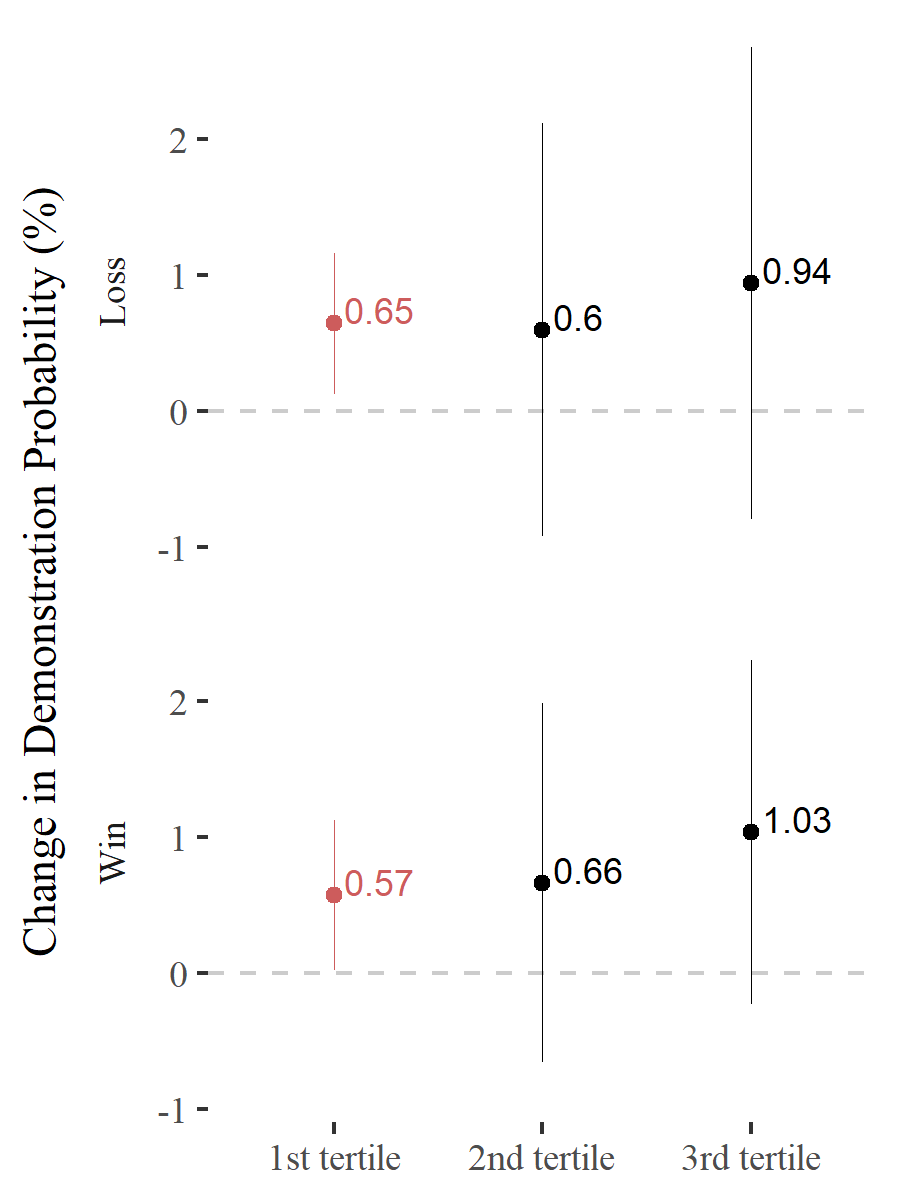 Change in Demonstration Probability (%)
Loss
2
1
0
-1
0.65
0.6
0.94
Win
2
1
0
-1
0.57
0.66
1.03
1st tertile
2nd tertile
3rd tertile